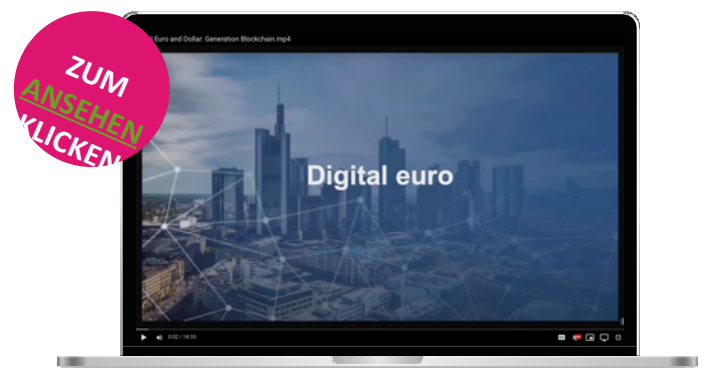 ZUM
ANSEHEN
KLICKEN
Euro and Dollar: Generation Blockchain.mp4
Digital euro
0:02 / 18:35